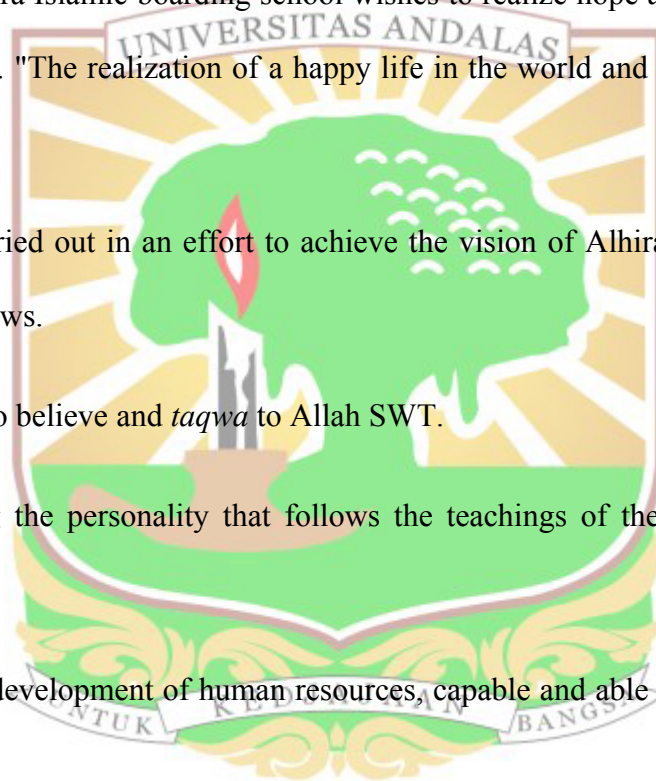 ra Islamic boarding school wishes to realize hope a
UNIVERSITAS ANDALAS
. "The realization of a happy life in the world and
ried out in an effort to achieve the vision of Alhira
ws.
o believe and taqwa to Allah SWT.
the personality that follows the teachings of the
development of human resources, capable and able
UNTUK KEDJAJAAN BANGSA